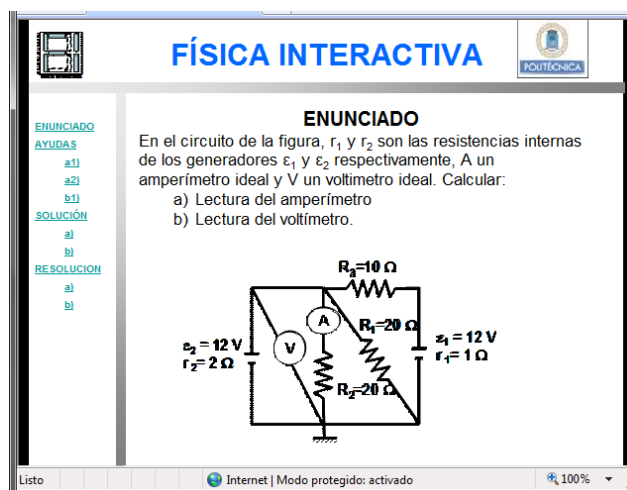 FÍSICA INTERACTIVA
POLITÉCNICA
ENUNCIADO
AYUDAS
a1)
a2)
b1)
SOLUCIÓN
a)
b)
RESOLUCION
a)
b)
ENUNCIADO
En el circuito de la figura, r₁ y r₂ son las resistencias internas
de los generadores ε₁ y ε₂ respectivamente, A un
amperímetro ideal y V un voltimetro ideal. Calcular:
a) Lectura del amperímetro
b) Lectura del voltímetro.
R₃=10 Ω
A
R₁=20 Ω
ε₂ = 12 V
r₂= 2 Ω
V
ε₁ = 12 V
r₁= 1 Ω
R₂=20 Ω
Listo
Internet | Modo protegido: activado
100%